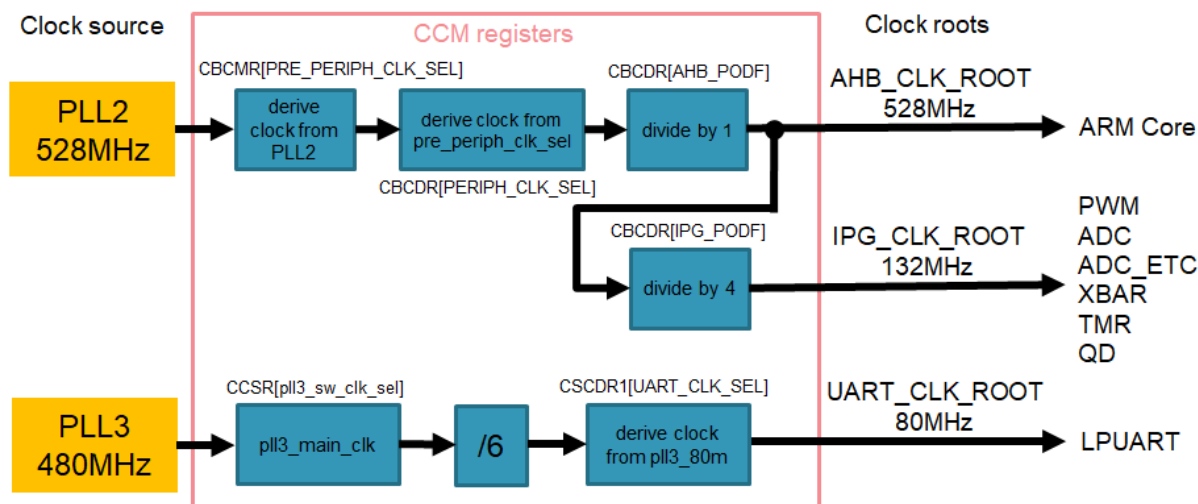 Clock source
CCM registers
Clock roots
CBCMR[PRE_PERIPH_CLK_SEL]
CBCDR[AHB_PODF]
AHB_CLK_ROOT
528MHz
PLL2
528MHz
derive
clock from
PLL2
derive clock from
pre_periph_clk_sel
divide by 1
ARM Core
CBCDR[PERIPH_CLK_SEL]
CBCDR[IPG_PODF]
IPG_CLK_ROOT
132MHz
divide by 4
PWM
ADC
ADC_ETC
XBAR
TMR
QD
CCSR[pll3_sw_clk_sel]
CSCDR1[UART_CLK_SEL]
UART_CLK_ROOT
80MHz
PLL3
480MHz
pll3_main_clk
/6
derive clock
from pll3_80m
LPUART